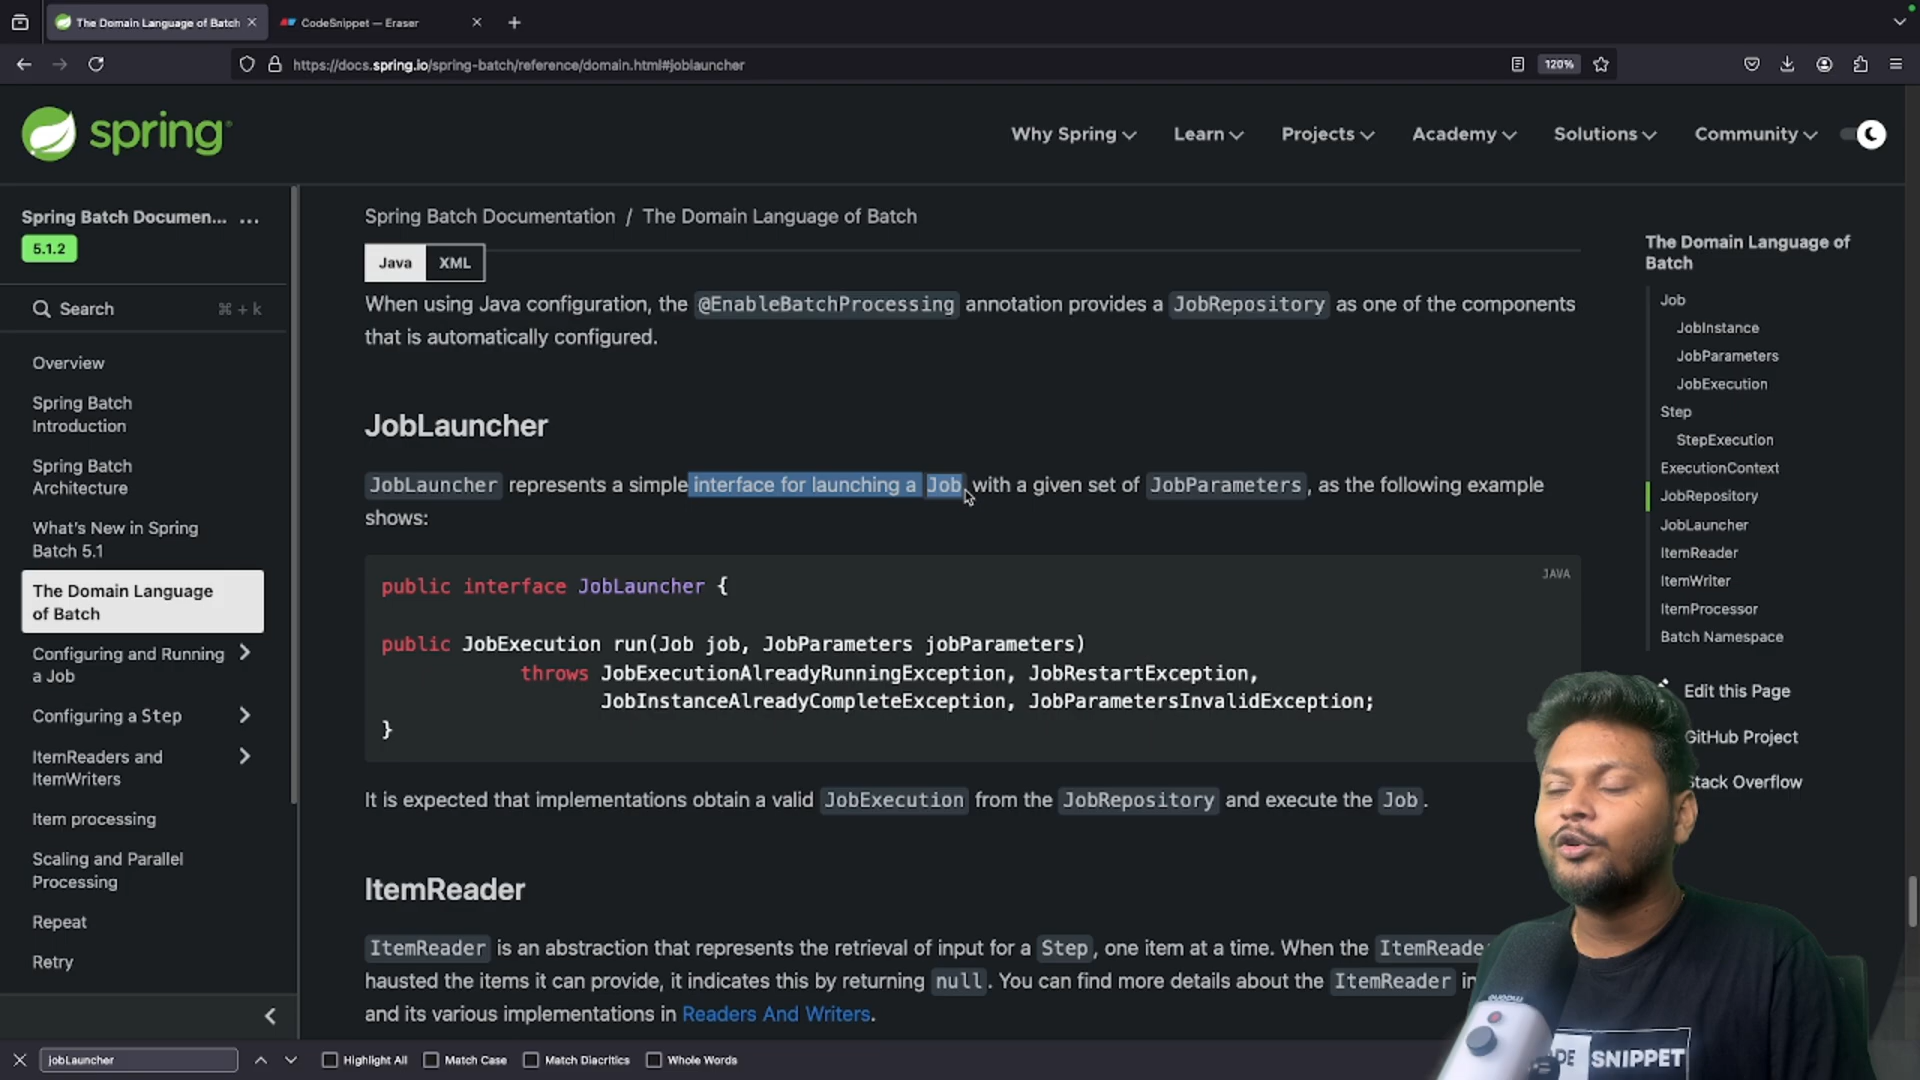 The Domain Language of Batch
CodeSnippet — Eraser
https://docs.spring.io/spring-batch/reference/domain.html#joblauncher
120%
spring
Why Spring
Learn
Projects
Academy
Solutions
Community
Spring Batch Documen... ...
5.1.2
Search
⌘ + k
Overview
Spring Batch
Introduction
Spring Batch
Architecture
What's New in Spring
Batch 5.1
The Domain Language
of Batch
Configuring and Running
a Job
Configuring a Step
ItemReaders and
ItemWriters
Item processing
Scaling and Parallel
Processing
Repeat
Retry
Spring Batch Documentation / The Domain Language of Batch
Java XML
When using Java configuration, the @EnableBatchProcessing annotation provides a JobRepository as one of the components
that is automatically configured.
JobLauncher
JobLauncher represents a simple interface for launching a Job with a given set of JobParameters, as the following example
shows:
JAVA
public interface JobLauncher {
public JobExecution run(Job job, JobParameters jobParameters)
throws JobExecutionAlreadyRunningException, JobRestartException,
JobInstanceAlreadyCompleteException, JobParametersInvalidException;
}
It is expected that implementations obtain a valid JobExecution from the JobRepository and execute the Job.
ItemReader
ItemReader is an abstraction that represents the retrieval of input for a Step, one item at a time. When the ItemReade
hausted the items it can provide, it indicates this by returning null. You can find more details about the ItemReader in
and its various implementations in Readers And Writers.
The Domain Language of
Batch
Job
JobInstance
JobParameters
JobExecution
Step
StepExecution
ExecutionContext
JobRepository
JobLauncher
ItemReader
ItemWriter
ItemProcessor
Batch Namespace
Edit this Page
GitHub Project
Stack Overflow
DE SNIPPET
jobLauncher
Highlight All
Match Case
Match Diacritics
Whole Words